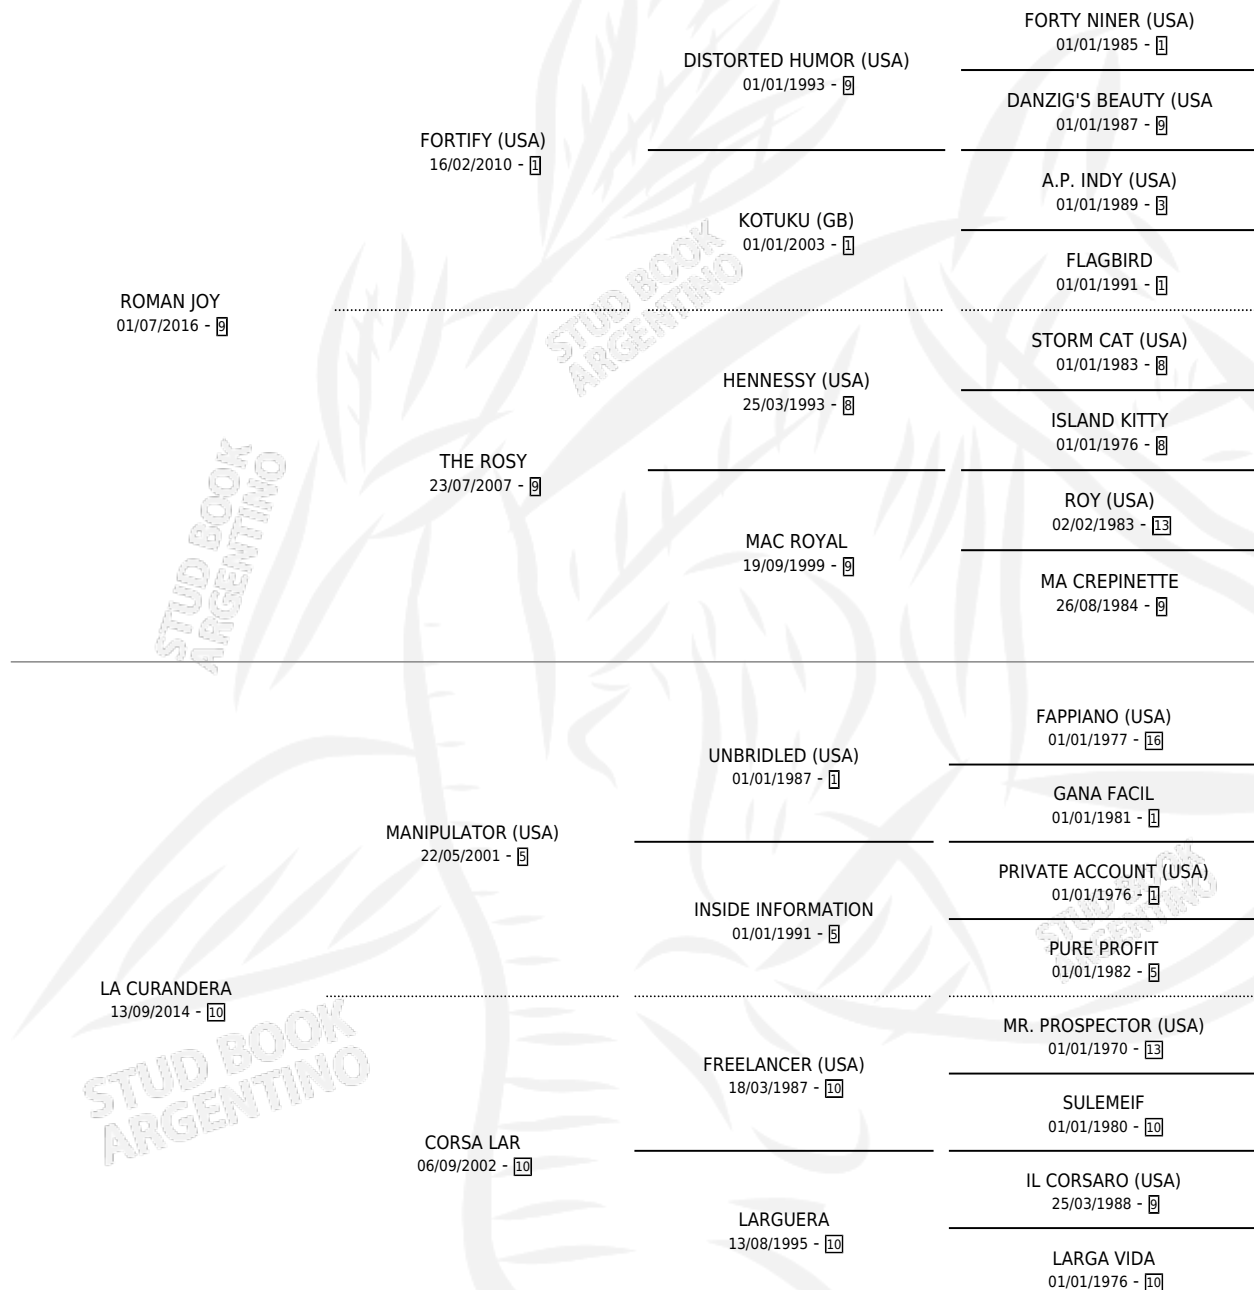 FORTY NINER (USA)
01/01/1985 - 1
DISTORTED HUMOR (USA)
01/01/1993 - 9
DANZIG'S BEAUTY (USA
01/01/1987 - 9
FORTIFY (USA)
16/02/2010 - 1
A.P. INDY (USA)
01/01/1989 - 3
KOTUKU (GB)
01/01/2003 - 1
FLAGBIRD
01/01/1991 - 1
ROMAN JOY
01/07/2016 - 9
STORM CAT (USA)
01/01/1983 - 8
HENNESSY (USA)
25/03/1993 - 8
ISLAND KITTY
01/01/1976 - 8
THE ROSY
23/07/2007 - 9
ROY (USA)
02/02/1983 - 13
MAC ROYAL
19/09/1999 - 9
MA CREPINETTE
26/08/1984 - 9
FAPPIANO (USA)
01/01/1977 - 16
UNBRIDLED (USA)
01/01/1987 - 1
GANA FACIL
01/01/1981 - 1
MANIPULATOR (USA)
22/05/2001 - 5
PRIVATE ACCOUNT (USA)
01/01/1976 - 1
INSIDE INFORMATION
01/01/1991 - 5
PURE PROFIT
01/01/1982 - 5
LA CURANDERA
13/09/2014 - 10
MR. PROSPECTOR (USA)
01/01/1970 - 13
FREELANCER (USA)
18/03/1987 - 10
SULEMEIF
01/01/1980 - 10
CORSA LAR
06/09/2002 - 10
IL CORSARO (USA)
25/03/1988 - 9
LARGUERA
13/08/1995 - 10
LARGA VIDA
01/01/1976 - 10
STUD BOOK
ARGENTINO
STUD BOOK
ARGENTINO
STUD BOOK
ARGENTINO
STUD BOOK
ARGENTINO